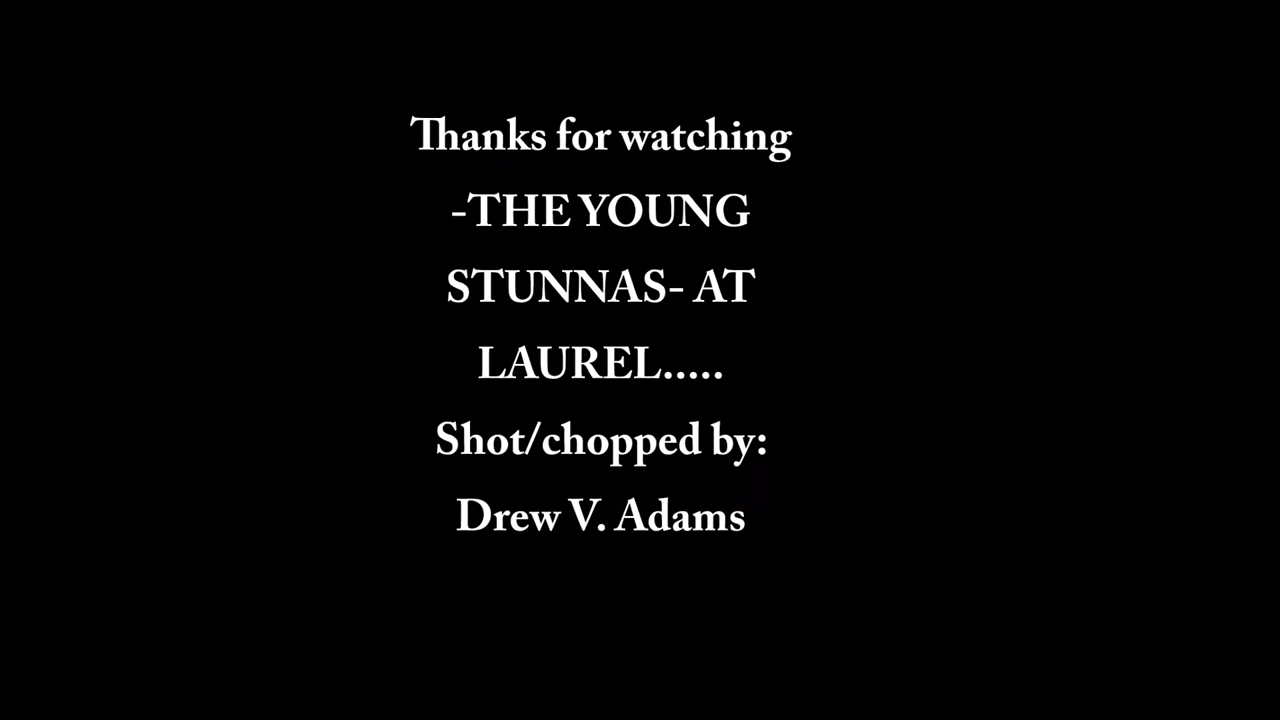 Thanks for watching
-THE YOUNG
STUNNAS- AT
LAUREL.....
Shot/chopped by:
Drew V. Adams